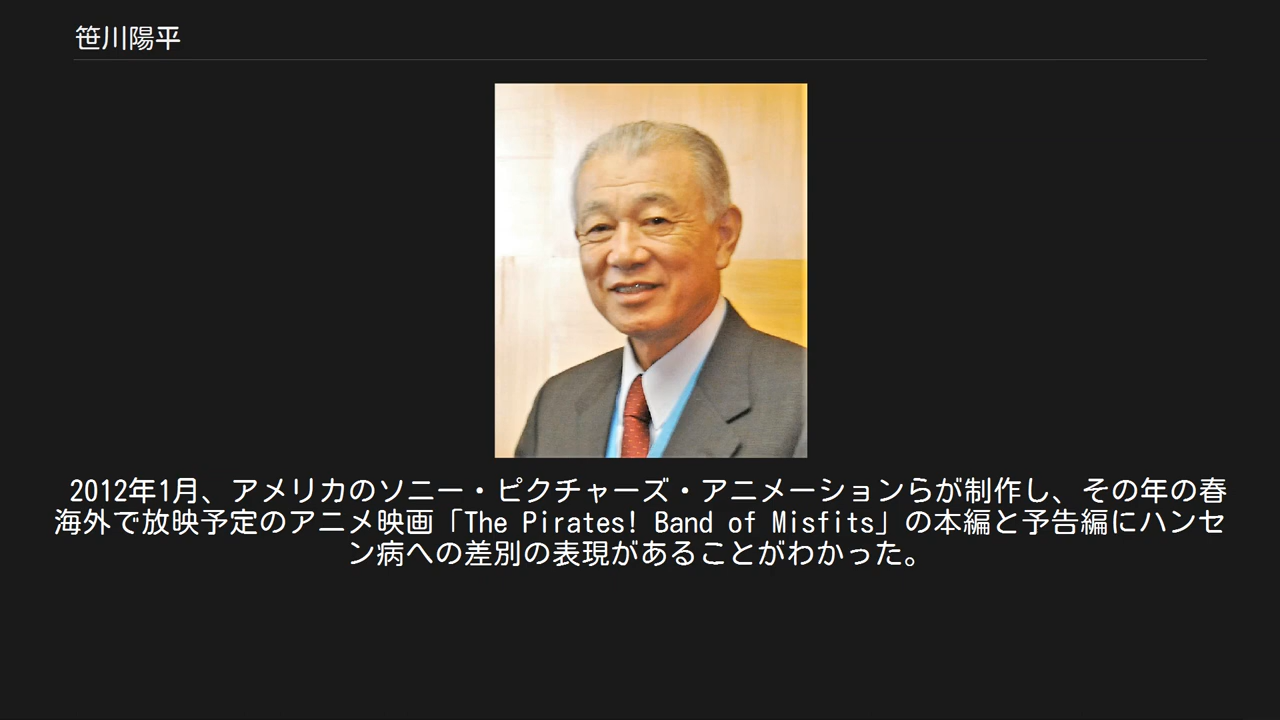 笹川陽平
2012年1月、アメリカのソニー・ピクチャーズ・アニメーションらが制作し、その年の春
海外で放映予定のアニメ映画「The Pirates! Band of Misfits」の本編と予告編にハンセ
ン病への差別の表現があることがわかった。